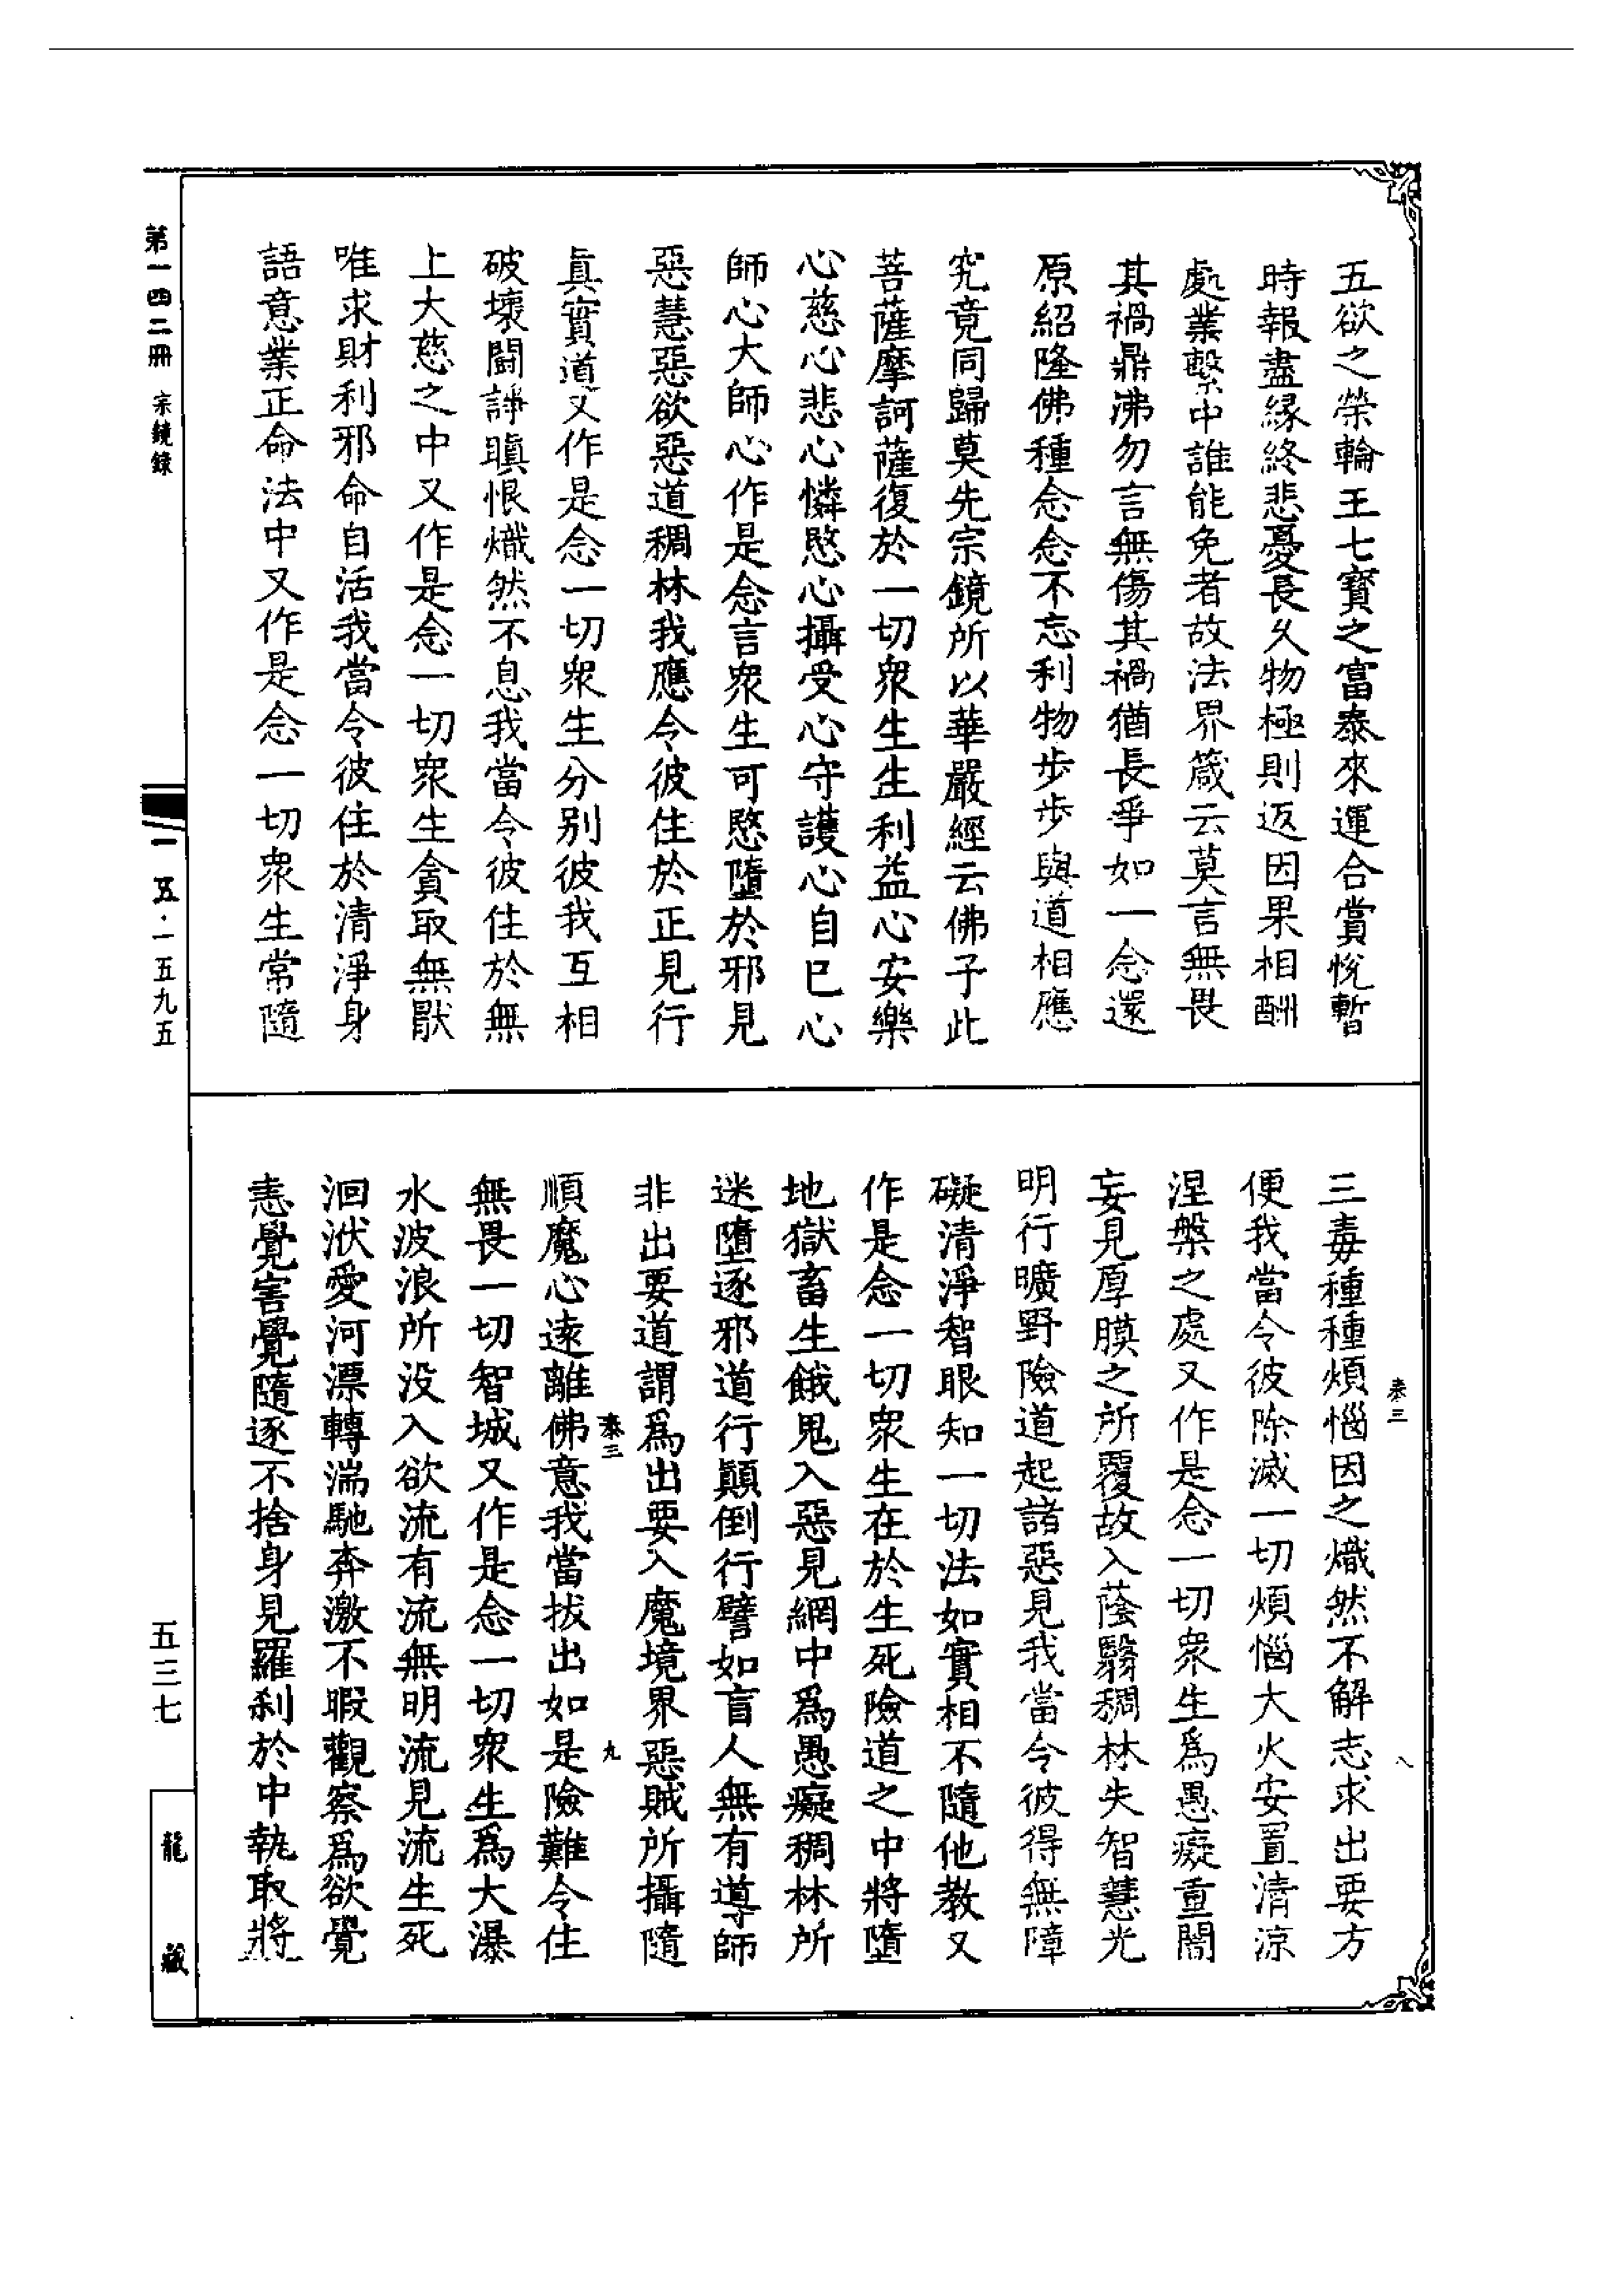 五欲之榮輪王七寶之富泰來運合賞悅暫
時報盡緣終悲憂長久物極則返因果相酬
處業繫中誰能免者故法界箴云莫言無畏
其禍鼎沸勿言無傷其禍猶長爭如一念還
原紹隆佛種念念不忘利物步步與道相應
究竟同歸莫先宗鏡所以華嚴經云佛子此
菩薩摩訶薩復於一切眾生生利益心安樂
心慈心悲心憐愍心攝受心守護心自已心
師心大師心作是念言眾生可愍墮於邪見
惡慧惡欲惡道稠林我應令彼住於正見行
真實道又作是念一切眾生分別彼我互相
破壞鬪諍瞋恨熾然不息我當令彼住於無
上大慈之中又作是念一切眾生貪取無厭
唯求財利邪命自活我當令彼住於清淨身
語意業正命法中又作是念一切眾生常隨
三毒種種煩惱因之熾然不解志求出要方
便我當令彼除滅一切煩惱大火安置清涼
涅槃之處又作是念一切眾生為愚癡重闇
妄見厚膜之所覆故入蔭翳稠林失智慧光
明行曠野險道起諸惡見我當令彼得無障
礙清淨智眼知一切法如實相不隨他教又
作是念一切眾生在於生死險道之中將墮
地獄畜生餓鬼入惡見網中為愚癡稠林所
迷墮逐邪道行顛倒行譬如盲人無有導師
非出要道謂為出要入魔境界惡賊所攝隨
順魔心遠離佛意我當拔出如是險難令住
無畏一切智城又作是念一切眾生為大瀑
水波浪所没入欲流有流無明流見流生死
洄洑愛河漂轉湍馳奔激不暇觀察為欲覺
恚覺害覺隨逐不捨身見羅刹於中執取將
泰三
八
泰三
九
第一四二冊 宗鏡錄
一五·一五九五
五三七
龍藏